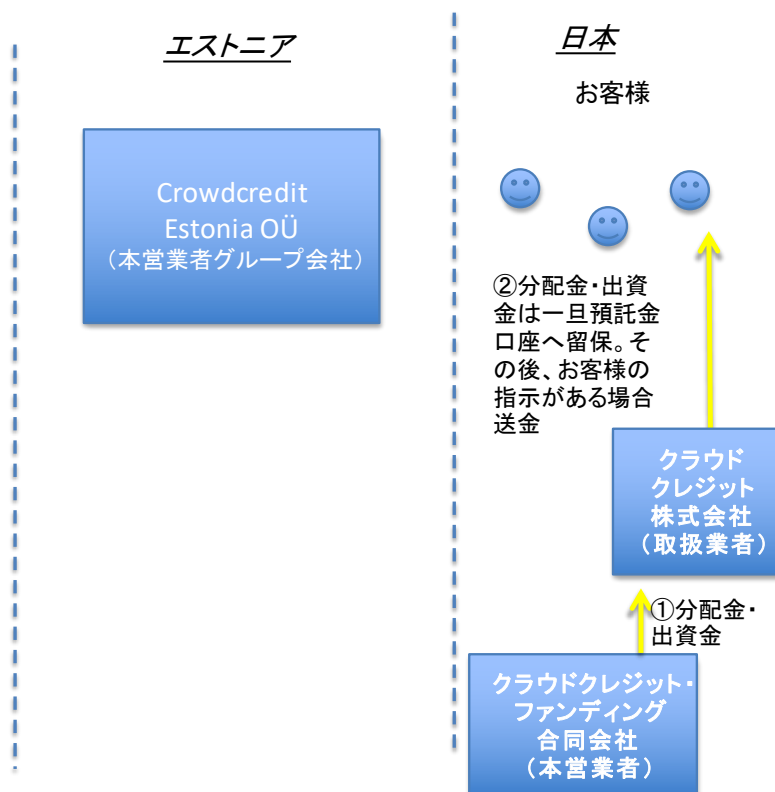 エストニア
Crowdcredit
Estonia OÜ
（本営業者グループ会社）
日本
お客様
②分配金・出資
金は一旦預託金
口座へ留保。そ
の後、お客様の
指示がある場合
送金
クラウド
クレジット
株式会社
（取扱業者）
①分配金・
出資金
クラウドクレジット・
ファンディング
合同会社
（本営業者）